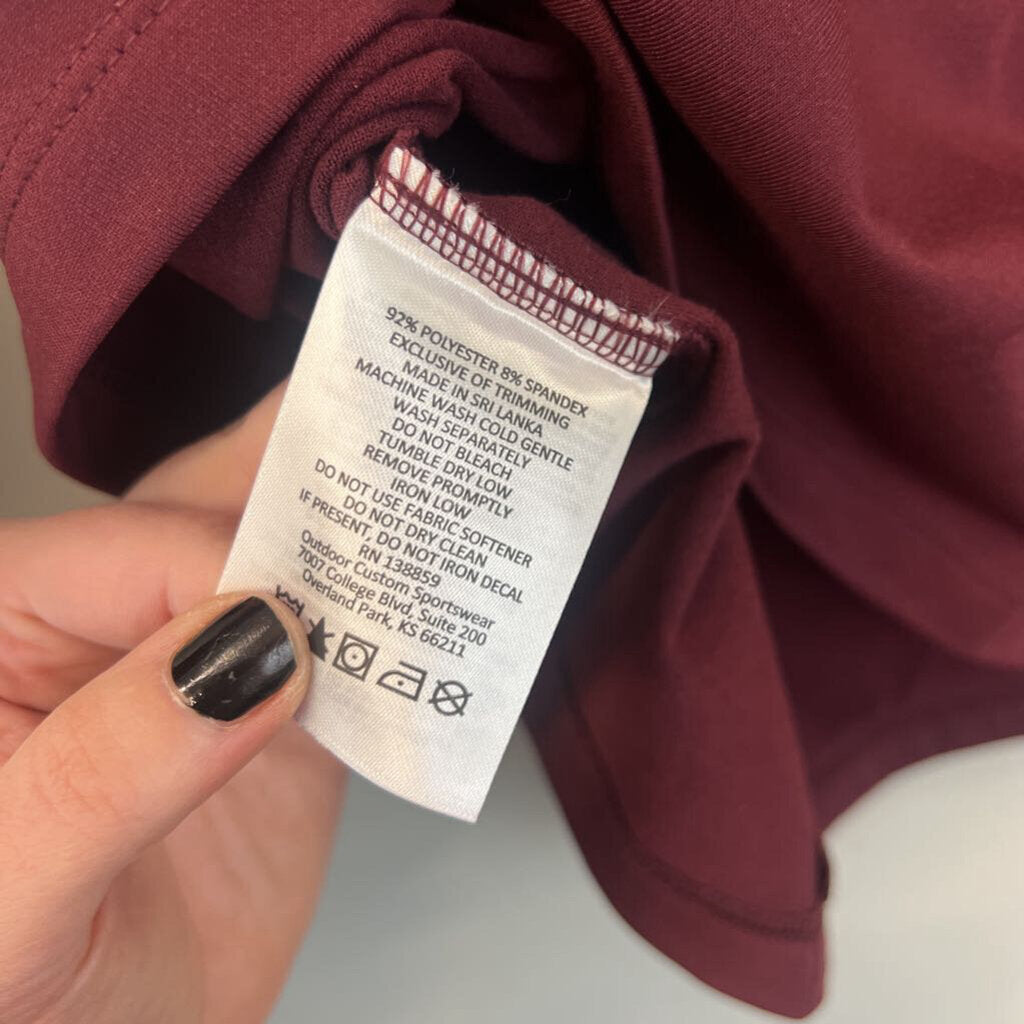 92% POLYESTER 8% SPANDEX
EXCLUSIVE OF TRIMMING
MADE IN SRI LANKA
MACHINE WASH COLD GENTLE
WASH SEPARATELY
DO NOT BLEACH
TUMBLE DRY LOW
REMOVE PROMPTLY
IRON LOW
DO NOT USE FABRIC SOFTENER
DO NOT DRY CLEAN
IF PRESENT, DO NOT IRON DECAL
RN 138859
Outdoor Custom Sportswear
7007 College Blvd, Suite 200
Overland Park, KS 66211